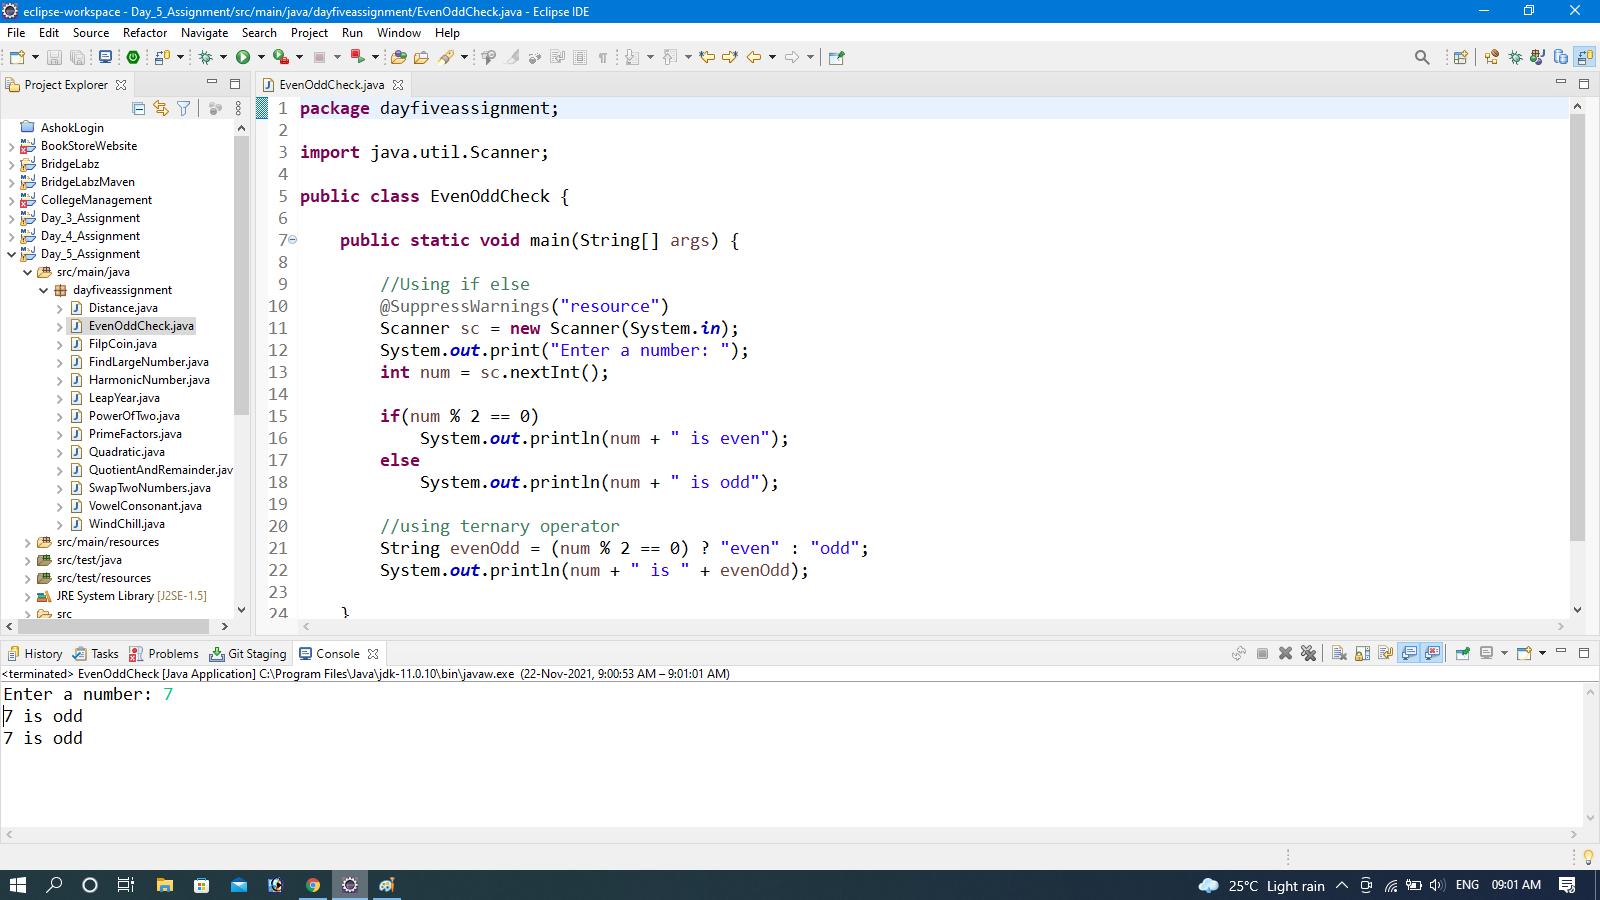 eclipse-workspace - Day_5_Assignment/src/main/java/dayfiveassignment/EvenOddCheck.java - Eclipse IDE
File Edit Source Refactor Navigate Search Project Run Window Help
Project Explorer
AshokLogin
BookStoreWebsite
BridgeLabz
BridgeLabzMaven
CollegeManagement
Day_3_Assignment
Day_4_Assignment
Day_5_Assignment
src/main/java
dayfiveassignment
Distance.java
EvenOddCheck.java
FilpCoin.java
FindLargeNumber.java
HarmonicNumber.java
LeapYear.java
PowerOfTwo.java
PrimeFactors.java
Quadratic.java
QuotientAndRemainder.jav
SwapTwoNumbers.java
VowelConsonant.java
WindChill.java
src/main/resources
src/test/java
src/test/resources
JRE System Library [J2SE-1.5]
src
EvenOddCheck.java
1 package dayfiveassignment;
2
3 import java.util.Scanner;
4
5 public class EvenOddCheck {
6
7 public static void main(String[] args) {
8
9 //Using if else
10 @SuppressWarnings("resource")
11 Scanner sc = new Scanner(System.in);
12 System.out.print("Enter a number: ");
13 int num = sc.nextInt();
14
15 if(num % 2 == 0)
16 System.out.println(num + " is even");
17 else
18 System.out.println(num + " is odd");
19
20 //using ternary operator
21 String evenOdd = (num % 2 == 0) ? "even" : "odd";
22 System.out.println(num + " is " + evenOdd);
23
24 }
History Tasks Problems Git Staging Console
<terminated> EvenOddCheck [Java Application] C:\Program Files\Java\jdk-11.0.10\bin\javaw.exe (22-Nov-2021, 9:00:53 AM – 9:01:01 AM)
Enter a number: 7
7 is odd
7 is odd
25°C Light rain ENG 09:01 AM